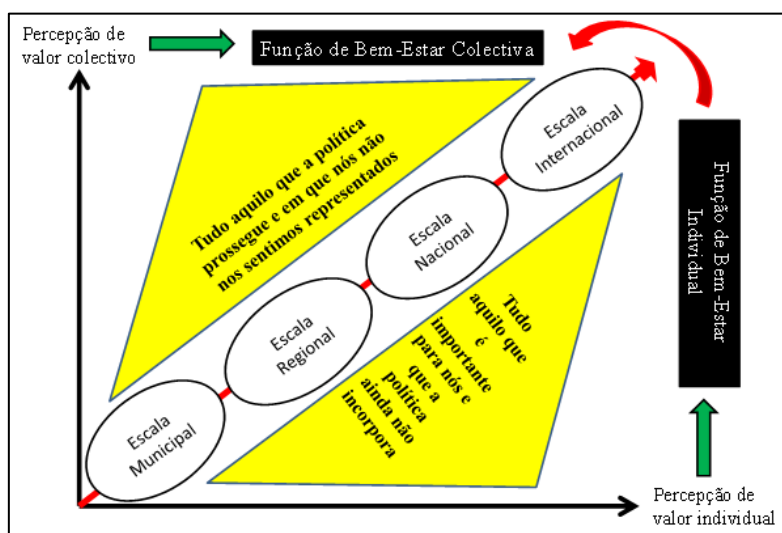 Percepção de
valor colectivo
Função de Bem-Estar Colectiva
Escala
Internacional
Tudo aquilo que a política
prossegue e em que nós não
nos sentimos representados
Função de Bem-Estar
Individual
Escala
Nacional
Escala
Regional
Tudo
aquilo que
é
importante
para nós e
que a
política
ainda não
incorpora
Escala
Municipal
Percepção de
valor individual